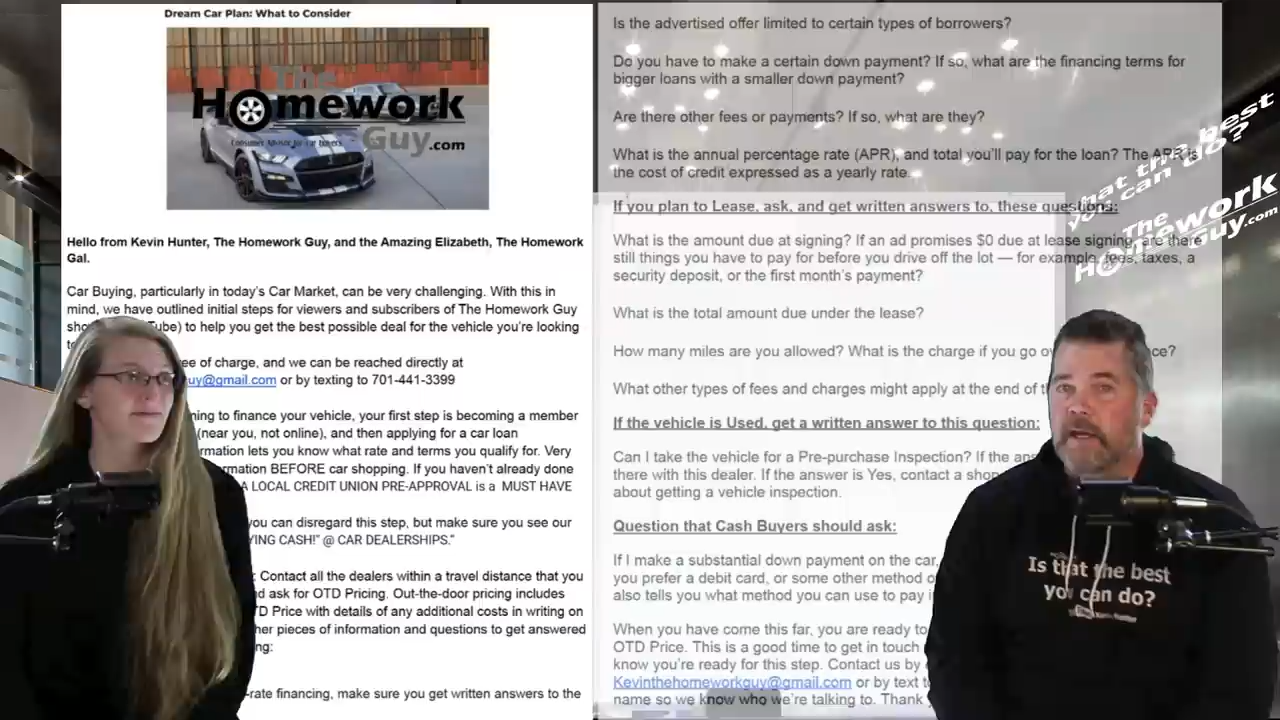 Dream Car Plan: What to Consider
The
Homework
Guy.com
Consumer Advisor for car buyers
Hello from Kevin Hunter, The Homework Guy, and the Amazing Elizabeth, The Homework
Gal.
Car Buying, particularly in today's Car Market, can be very challenging. With this in
mind, we have outlined initial steps for viewers and subscribers of The Homework Guy
sho Tube) to help you get the best possible deal for the vehicle you're looking
ee of charge, and we can be reached directly at
uy@gmail.com or by texting to 701-441-3399
ning to finance your vehicle, your first step is becoming a member
(near you, not online), and then applying for a car loan
rmation lets you know what rate and terms you qualify for. Very
rmation BEFORE car shopping. If you haven't already done
A LOCAL CREDIT UNION PRE-APPROVAL is a MUST HAVE
you can disregard this step, but make sure you see our
YING CASH!" @ CAR DEALERSHIPS."
: Contact all the dealers within a travel distance that you
nd ask for OTD Pricing. Out-the-door pricing includes
TD Price with details of any additional costs in writing on
her pieces of information and questions to get answered
ng:
-rate financing, make sure you get written answers to the
Is the advertised offer limited to certain types of borrowers?
Do you have to make a certain down payment? If so, what are the financing terms for
bigger loans with a smaller down payment?
Are there other fees or payments? If so, what are they?
What is the annual percentage rate (APR), and total you'll pay for the loan? The APR is
the cost of credit expressed as a yearly rate.
If you plan to Lease, ask, and get written answers to, these questions:
What is the amount due at signing? If an ad promises $0 due at lease signing, are there
still things you have to pay for before you drive off the lot — for example, fees, taxes, a
security deposit, or the first month's payment?
What is the total amount due under the lease?
How many miles are you allowed? What is the charge if you go ov ce?
What other types of fees and charges might apply at the end of t
If the vehicle is Used, get a written answer to this question:
Can I take the vehicle for a Pre-purchase Inspection? If the ans
there with this dealer. If the answer is Yes, contact a shop
about getting a vehicle inspection.
Question that Cash Buyers should ask:
If I make a substantial down payment on the car,
you prefer a debit card, or some other method o
also tells you what method you can use to pay i
When you have come this far, you are ready to
OTD Price. This is a good time to get in touch
know you're ready for this step. Contact us by
Kevinthehomeworkguy@gmail.com or by text to
name so we know who we're talking to. Thank y
what the best
you can do?
The
Homework
Guy.com
Is that the best
you can do?